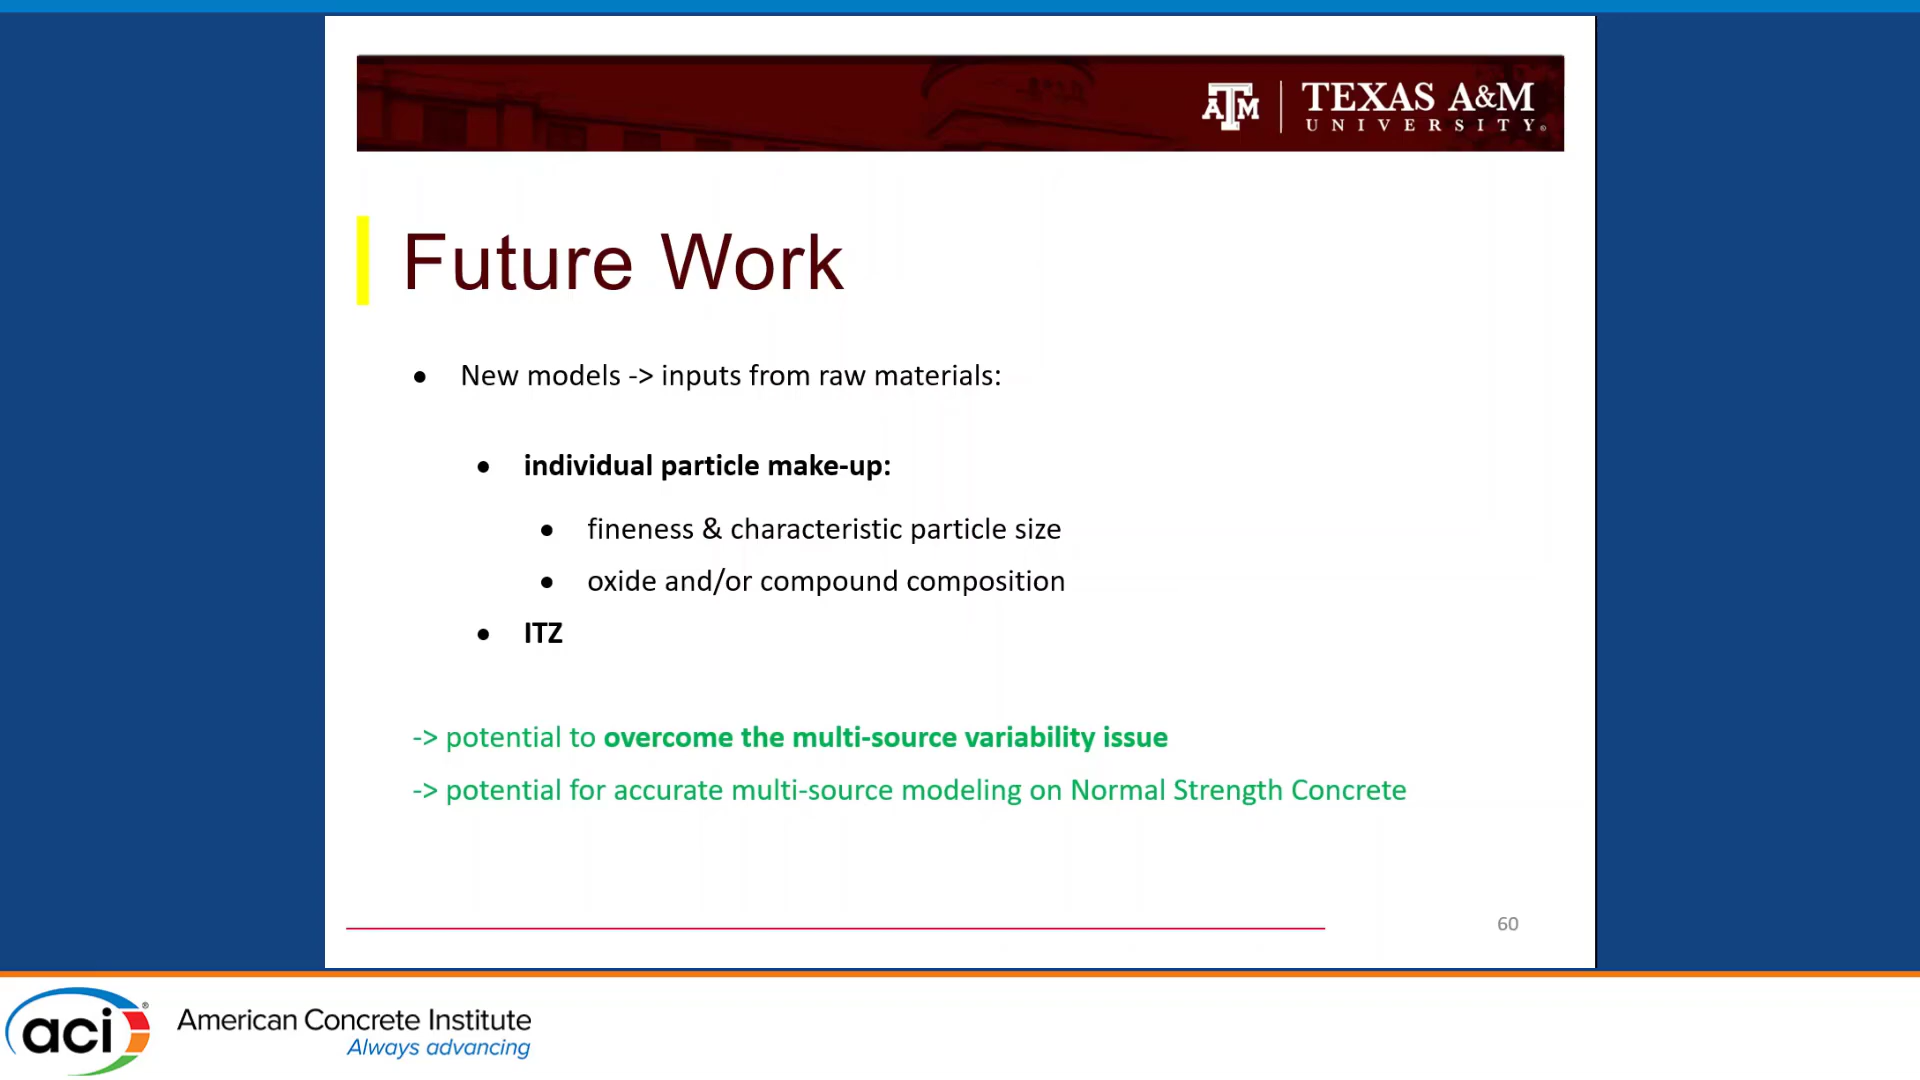 ATM
TEXAS A&M
UNIVERSITY®
Future Work
● New models -> inputs from raw materials:
● individual particle make-up:
● fineness & characteristic particle size
● oxide and/or compound composition
● ITZ
-> potential to overcome the multi-source variability issue
-> potential for accurate multi-source modeling on Normal Strength Concrete
60
aci®
American Concrete Institute
Always advancing